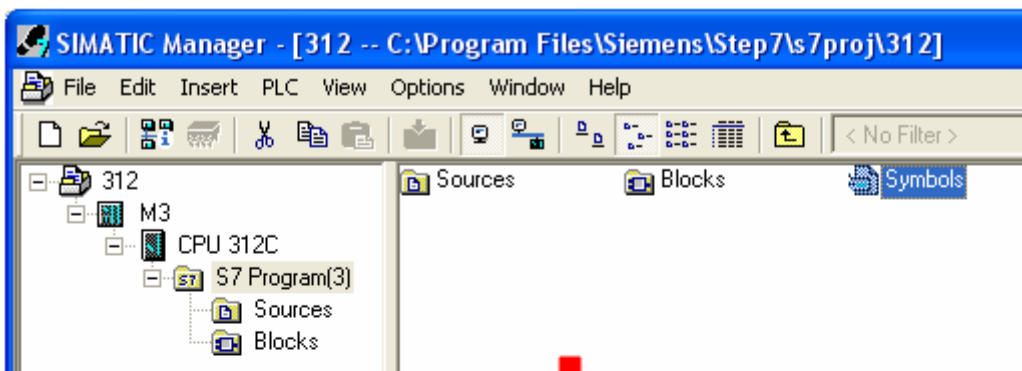 SIMATIC Manager - [312 -- C:\Program Files\Siemens\Step7\s7proj\312]
File Edit Insert PLC View Options Window Help
< No Filter >
312
M3
CPU 312C
S7 Program(3)
Sources
Blocks
Sources Blocks Symbols